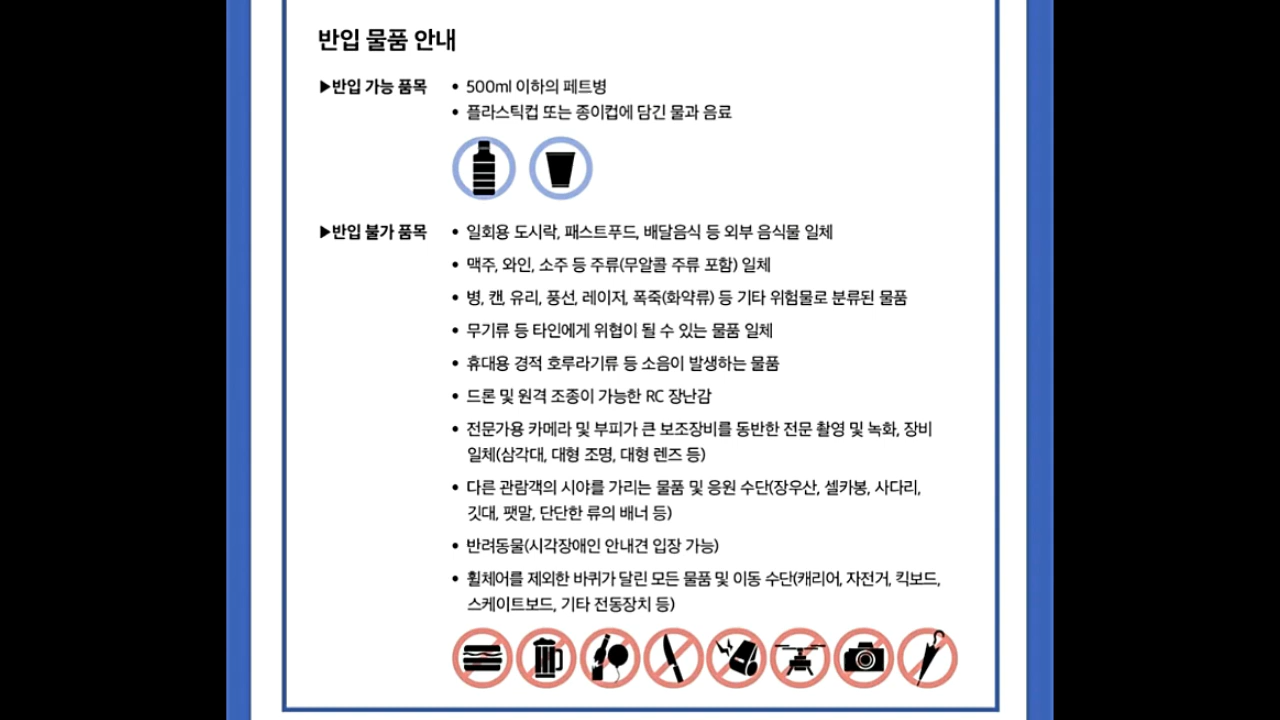 반입 물품 안내
▶반입 가능 품목
• 500ml 이하의 페트병
• 플라스틱컵 또는 종이컵에 담긴 물과 음료
▶반입 불가 품목
• 일회용 도시락, 패스트푸드, 배달음식 등 외부 음식물 일체
• 맥주, 와인, 소주 등 주류(무알콜 주류 포함) 일체
• 병, 캔, 유리, 풍선, 레이저, 폭죽(화약류) 등 기타 위험물로 분류된 물품
• 무기류 등 타인에게 위협이 될 수 있는 물품 일체
• 휴대용 경적 호루라기류 등 소음이 발생하는 물품
• 드론 및 원격 조종이 가능한 RC 장난감
• 전문가용 카메라 및 부피가 큰 보조장비를 동반한 전문 촬영 및 녹화, 장비
일체(삼각대, 대형 조명, 대형 렌즈 등)
• 다른 관람객의 시야를 가리는 물품 및 응원 수단(장우산, 셀카봉, 사다리,
깃대, 팻말, 단단한 류의 배너 등)
• 반려동물(시각장애인 안내견 입장 가능)
• 휠체어를 제외한 바퀴가 달린 모든 물품 및 이동 수단(캐리어, 자전거, 킥보드,
스케이트보드, 기타 전동장치 등)